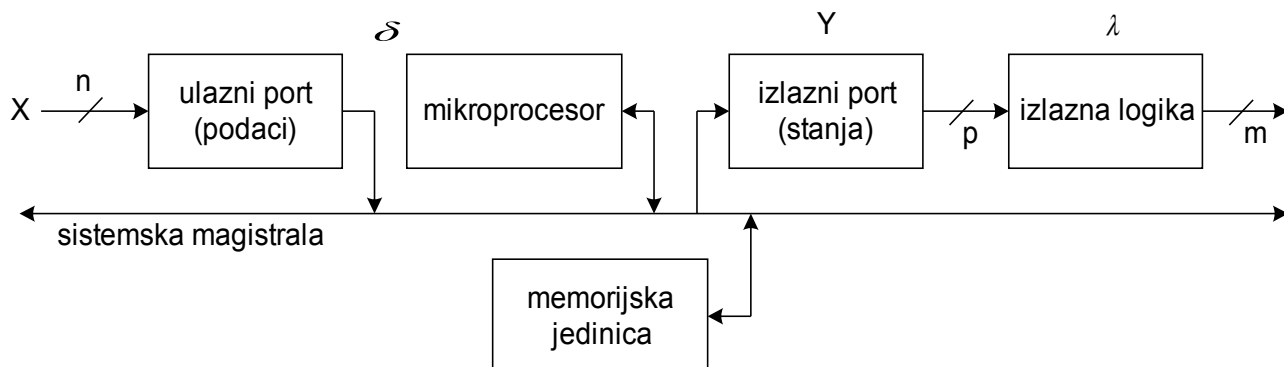 δ
Y
λ
X
n
ulazni port
(podaci)
mikroprocesor
izlazni port
(stanja)
p
izlazna logika
m
sistemska magistrala
memorijska
jedinica